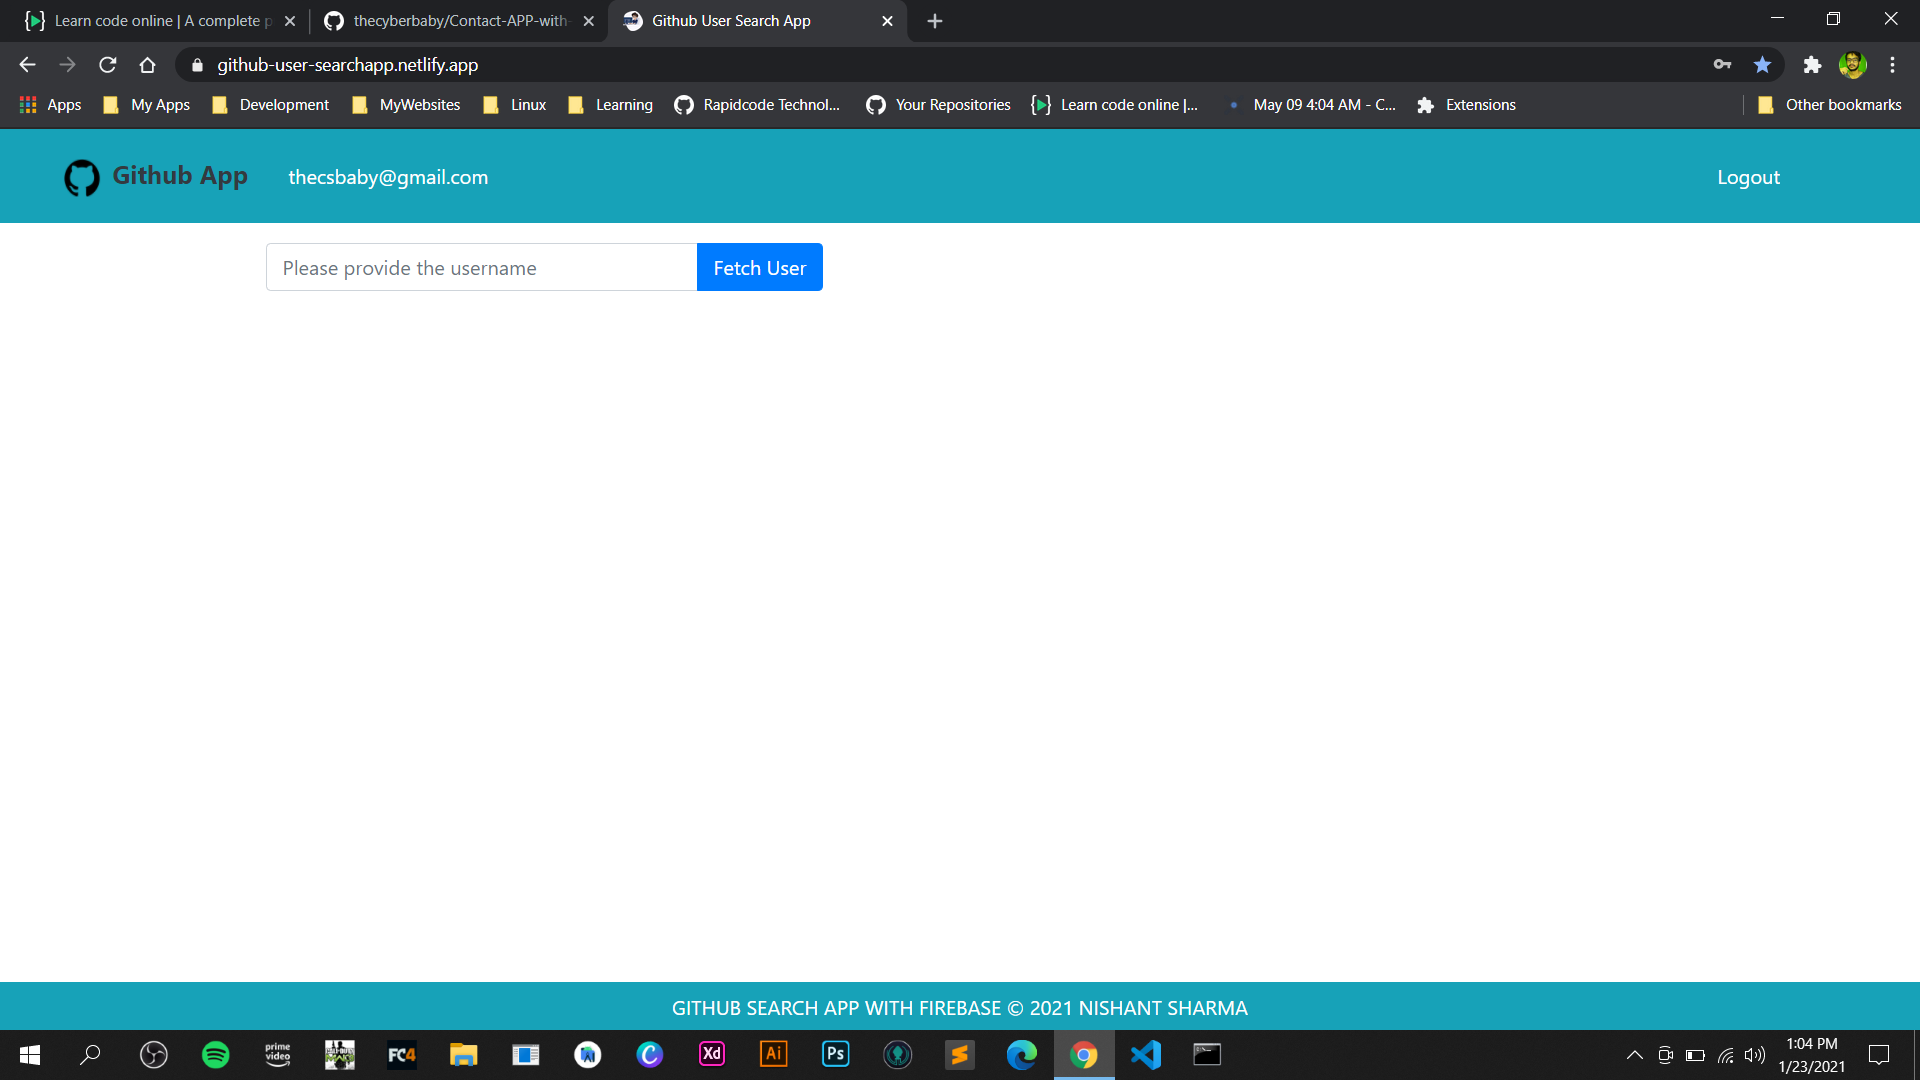 Learn code online | A complete p
thecyberbaby/Contact-APP-with-
Github User Search App
github-user-searchapp.netlify.app
Apps
My Apps
Development
MyWebsites
Linux
Learning
Rapidcode Technol...
Your Repositories
Learn code online |...
May 09 4:04 AM - C...
Extensions
Other bookmarks
Github App
thecsbaby@gmail.com
Logout
Please provide the username
Fetch User
GITHUB SEARCH APP WITH FIREBASE © 2021 NISHANT SHARMA
prime
video
FC4
Xd
Ai
Ps
1:04 PM
1/23/2021